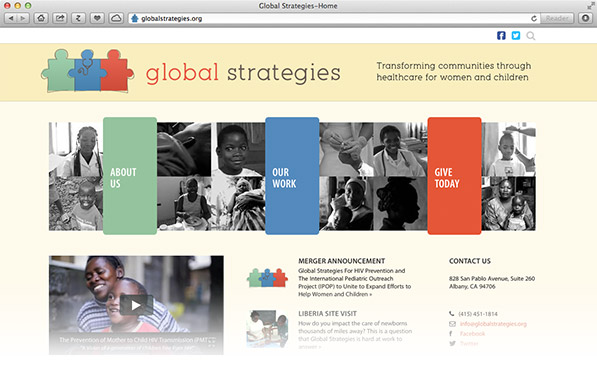 Global Strategies–Home
globalstrategies.org
Reader
global strategies
Transforming communities through
healthcare for women and children
ABOUT
US
OUR
WORK
GIVE
TODAY
The Prevention of Mother to Child HIV Transmission (PMT
MERGER ANNOUNCEMENT
Global Strategies For HIV Prevention and
The International Pediatric Outreach
Project (IPOP) to Unite to Expand Efforts to
Help Women and Children »
LIBERIA SITE VISIT
How do you impact the care of newborns
thousands of miles away? This is a question
that Global Strategies is hard at work to
answer
CONTACT US
828 San Pablo Avenue, Suite 260
Albany, CA 94706
(415) 451-1814
info@globalstrategies.org
Facebook
Twitter